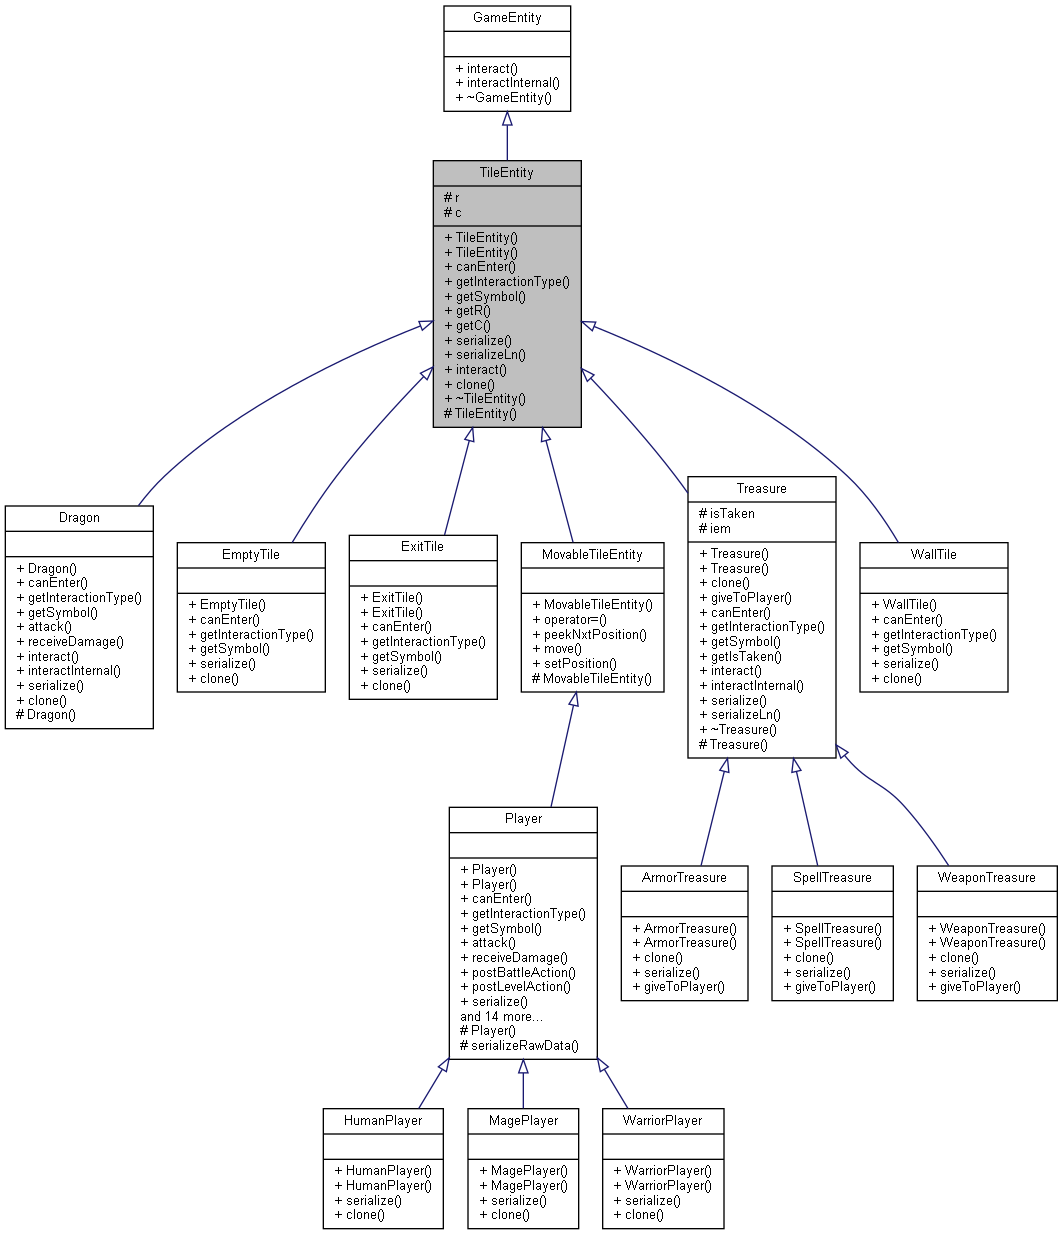 GameEntity
+ interact()
+ interactInternal()
+ ~GameEntity()
TileEntity
# r
# c
+ TileEntity()
+ TileEntity()
+ canEnter()
+ getInteractionType()
+ getSymbol()
+ getR()
+ getC()
+ serialize()
+ serializeLn()
+ interact()
+ clone()
+ ~TileEntity()
# TileEntity()
Dragon
+ Dragon()
+ canEnter()
+ getInteractionType()
+ getSymbol()
+ attack()
+ receiveDamage()
+ interact()
+ interactInternal()
+ serialize()
+ clone()
# Dragon()
EmptyTile
+ EmptyTile()
+ canEnter()
+ getInteractionType()
+ getSymbol()
+ serialize()
+ clone()
ExitTile
+ ExitTile()
+ ExitTile()
+ canEnter()
+ getInteractionType()
+ getSymbol()
+ serialize()
+ clone()
MovableTileEntity
+ MovableTileEntity()
+ operator=()
+ peekNxtPosition()
+ move()
+ setPosition()
# MovableTileEntity()
Treasure
# isTaken
# iem
+ Treasure()
+ Treasure()
+ clone()
+ giveToPlayer()
+ canEnter()
+ getInteractionType()
+ getSymbol()
+ getIsTaken()
+ interact()
+ interactInternal()
+ serialize()
+ serializeLn()
+ ~Treasure()
# Treasure()
WallTile
+ WallTile()
+ canEnter()
+ getInteractionType()
+ getSymbol()
+ serialize()
+ clone()
Player
+ Player()
+ Player()
+ canEnter()
+ getInteractionType()
+ getSymbol()
+ attack()
+ receiveDamage()
+ postBattleAction()
+ postLevelAction()
+ serialize()
and 14 more...
# Player()
# serializeRawData()
ArmorTreasure
+ ArmorTreasure()
+ ArmorTreasure()
+ clone()
+ serialize()
+ giveToPlayer()
SpellTreasure
+ SpellTreasure()
+ SpellTreasure()
+ clone()
+ serialize()
+ giveToPlayer()
WeaponTreasure
+ WeaponTreasure()
+ WeaponTreasure()
+ clone()
+ serialize()
+ giveToPlayer()
HumanPlayer
+ HumanPlayer()
+ HumanPlayer()
+ serialize()
+ clone()
MagePlayer
+ MagePlayer()
+ MagePlayer()
+ serialize()
+ clone()
WarriorPlayer
+ WarriorPlayer()
+ WarriorPlayer()
+ serialize()
+ clone()